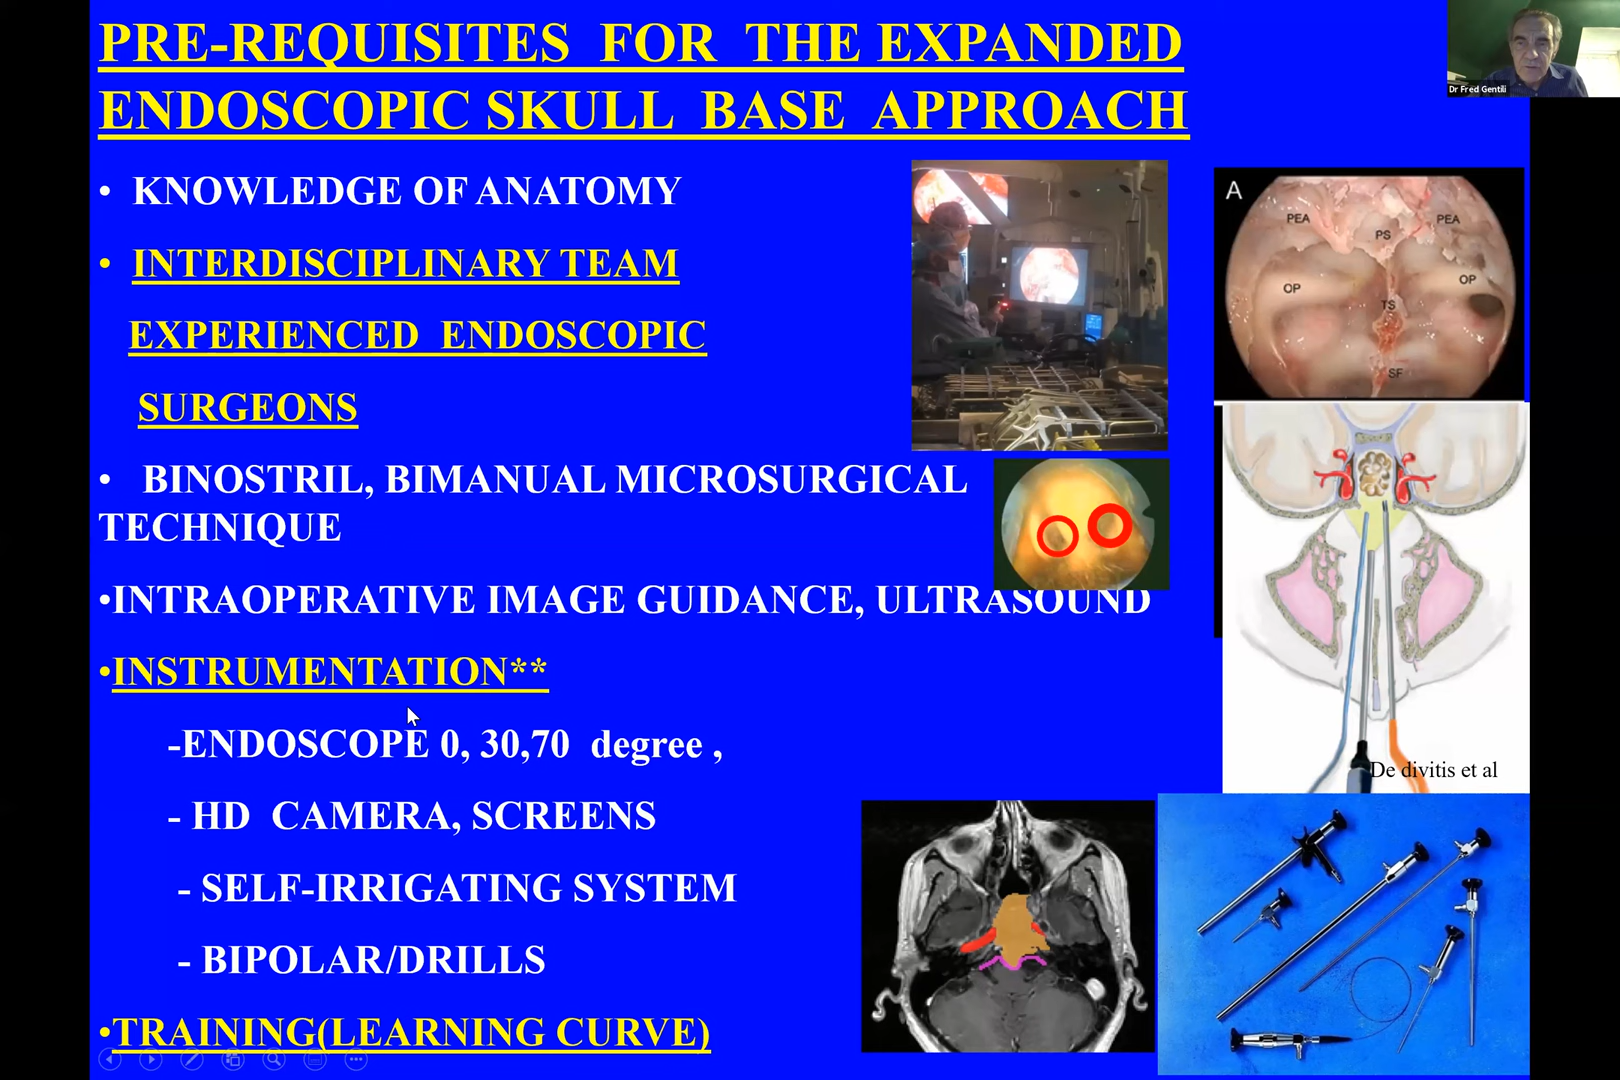 PRE-REQUISITES FOR THE EXPANDED
ENDOSCOPIC SKULL BASE APPROACH
Dr Fred Gentili
• KNOWLEDGE OF ANATOMY
• INTERDISCIPLINARY TEAM
EXPERIENCED ENDOSCOPIC
SURGEONS
• BINOSTRIL, BIMANUAL MICROSURGICAL
TECHNIQUE
•INTRAOPERATIVE IMAGE GUIDANCE, ULTRASOUND
•INSTRUMENTATION**
-ENDOSCOPE 0, 30,70 degree ,
- HD CAMERA, SCREENS
- SELF-IRRIGATING SYSTEM
- BIPOLAR/DRILLS
•TRAINING(LEARNING CURVE)
A
PEA PS PEA
OP OP
TS
SF
De divitis et al